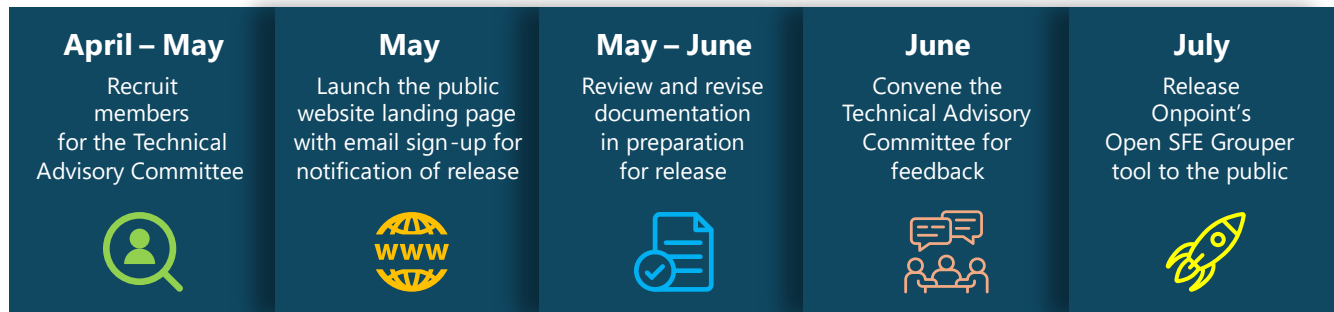 April – May
Recruit
members
for the Technical
Advisory Committee
May
Launch the public
website landing page
with email sign-up for
notification of release
www
May – June
Review and revise
documentation
in preparation
for release
June
Convene the
Technical Advisory
Committee for
feedback
July
Release
Onpoint's
Open SFE Grouper
tool to the public